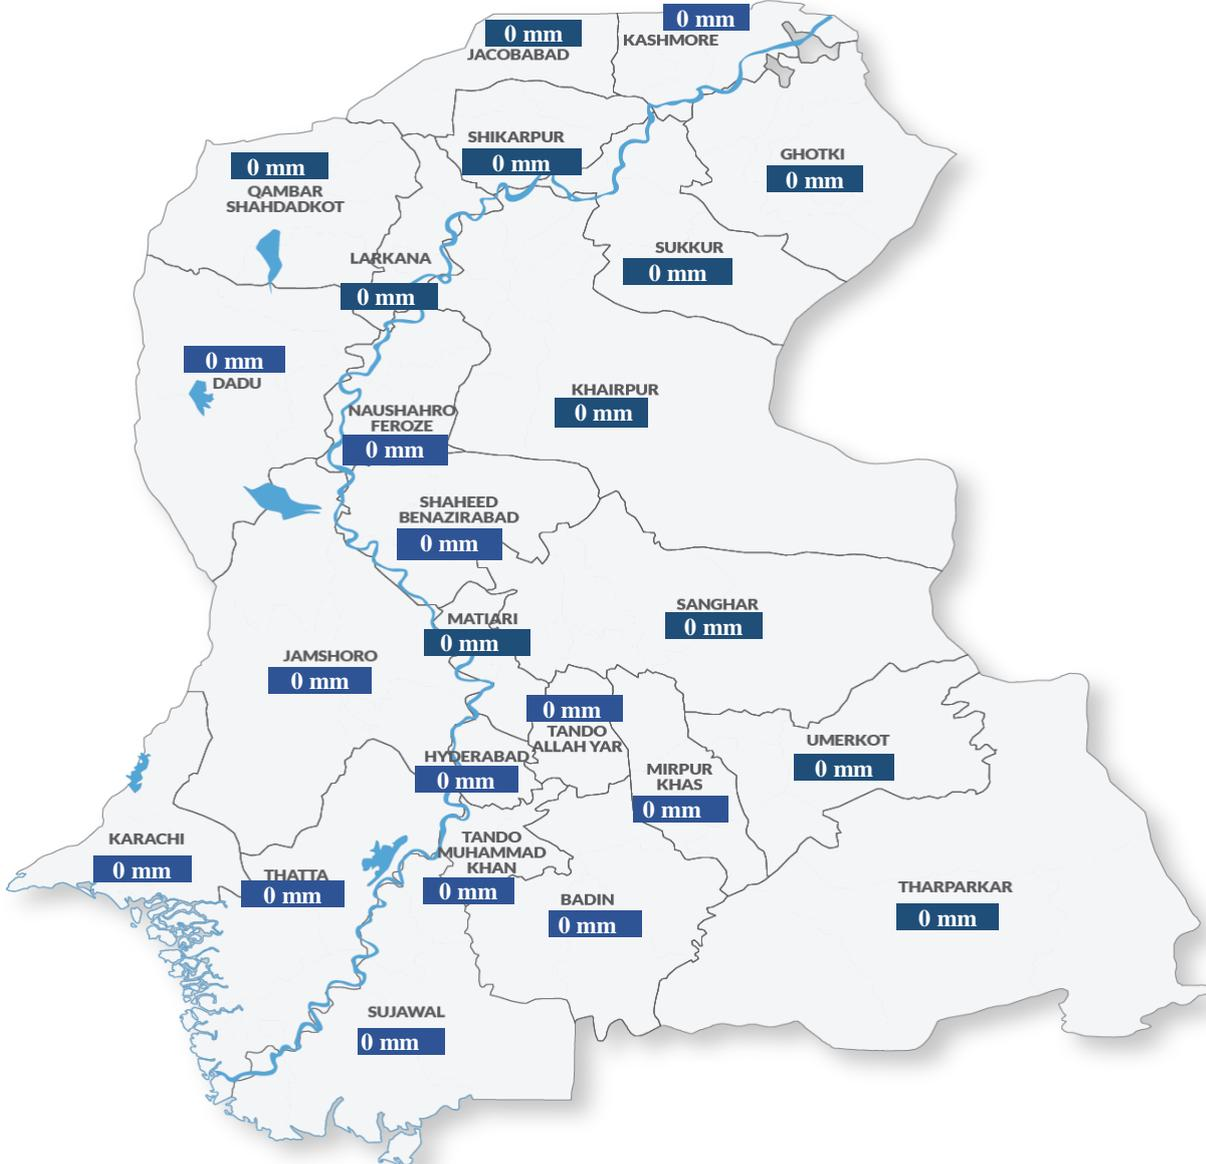 0 mm
JACOBABAD
0 mm
KASHMORE
SHIKARPUR
0 mm
GHOTKI
0 mm
0 mm
QAMBAR
SHAHDADKOT
SUKKUR
0 mm
LARKANA
0 mm
0 mm
DADU
KHAIRPUR
0 mm
NAUSHAHRO
FEROZE
0 mm
SHAHEED
BENAZIRABAD
0 mm
SANGHAR
0 mm
MATIARI
0 mm
JAMSHORO
0 mm
0 mm
TANDO
ALLAH YAR
UMERKOT
0 mm
HYDERABAD
0 mm
MIRPUR
KHAS
0 mm
KARACHI
0 mm
THATTA
0 mm
TANDO
MUHAMMAD
KHAN
0 mm
BADIN
0 mm
THARPARKAR
0 mm
SUJAWAL
0 mm